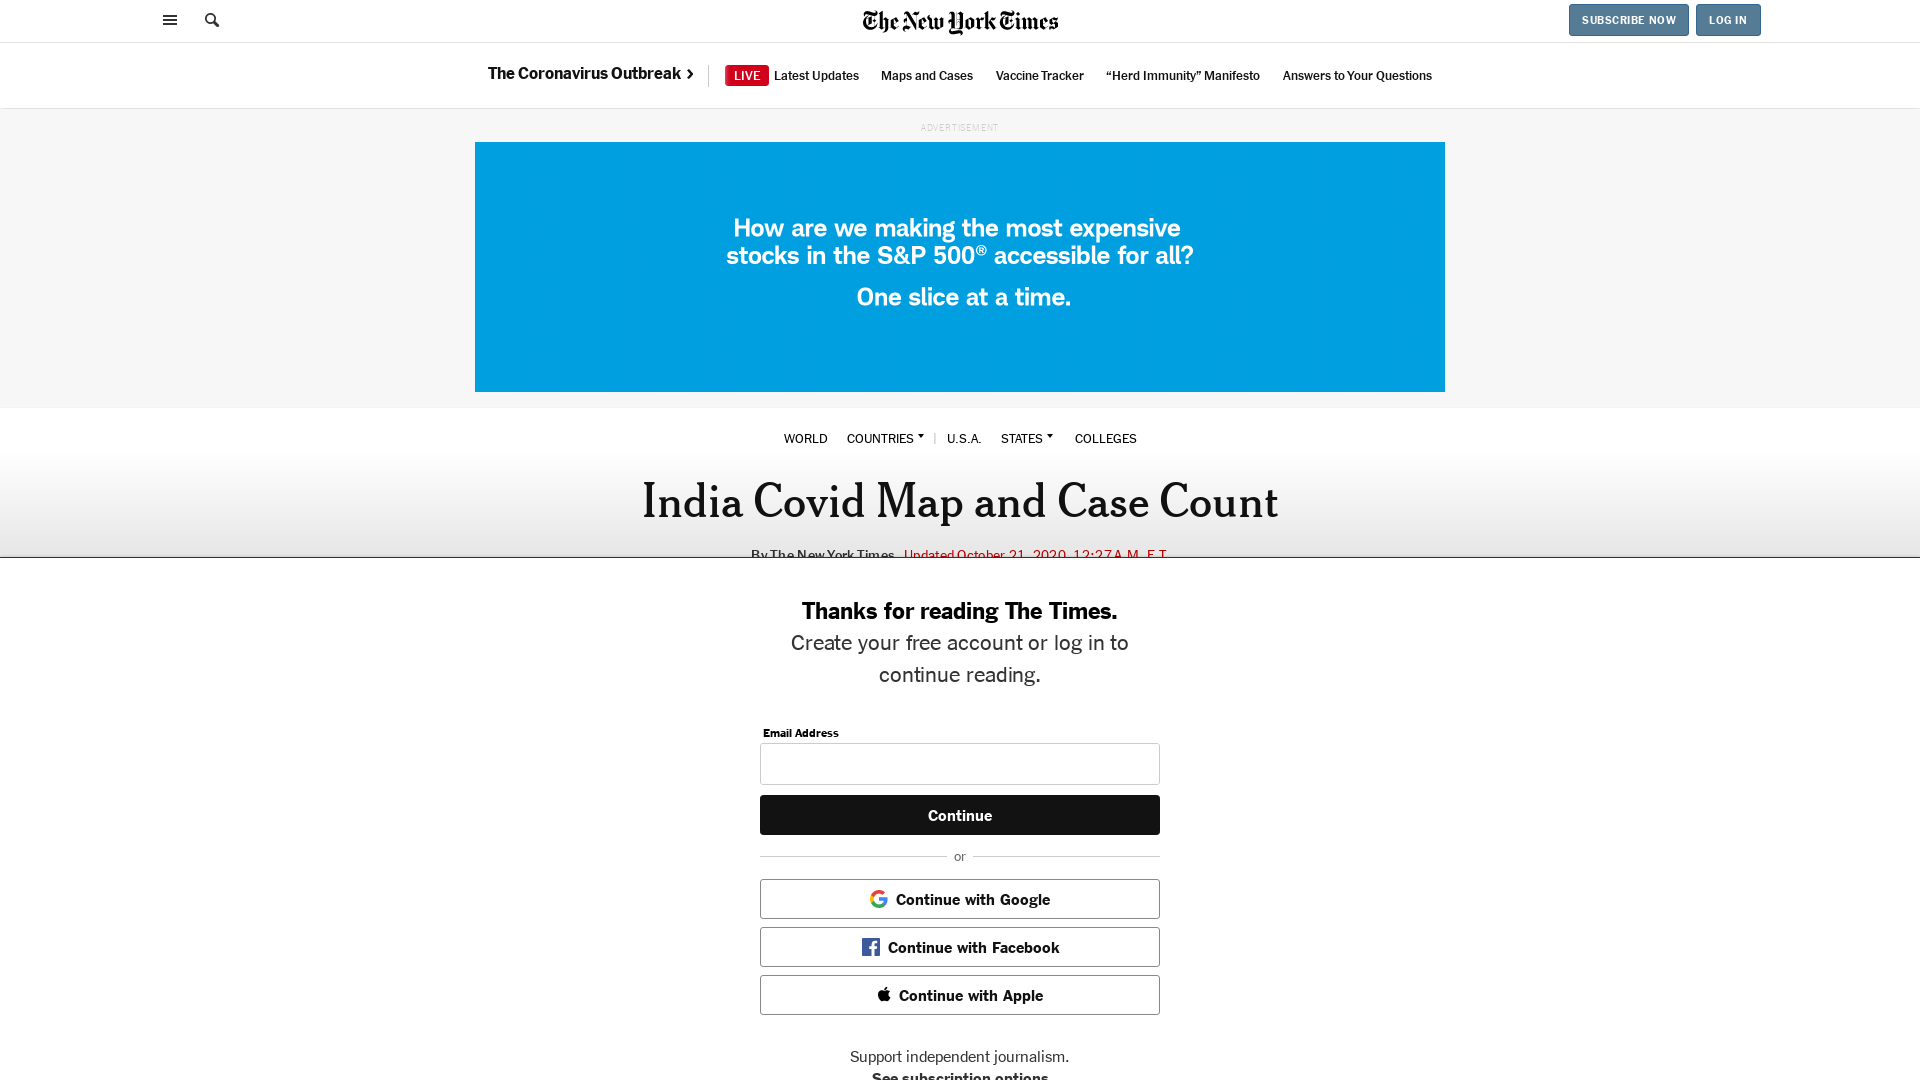 The New York Times
SUBSCRIBE NOW
LOG IN
The Coronavirus Outbreak
LIVE Latest Updates
Maps and Cases
Vaccine Tracker
“Herd Immunity” Manifesto
Answers to Your Questions
ADVERTISEMENT
How are we making the most expensive
stocks in the S&P 500® accessible for all?
One slice at a time.
WORLD
COUNTRIES
U.S.A.
STATES
COLLEGES
India Covid Map and Case Count
By The New York Times Updated October 21, 2020, 12:27 A.M. E.T.
Thanks for reading The Times.
Create your free account or log in to
continue reading.
Email Address
Continue
or
Continue with Google
Continue with Facebook
Continue with Apple
Support independent journalism.
See subscription options